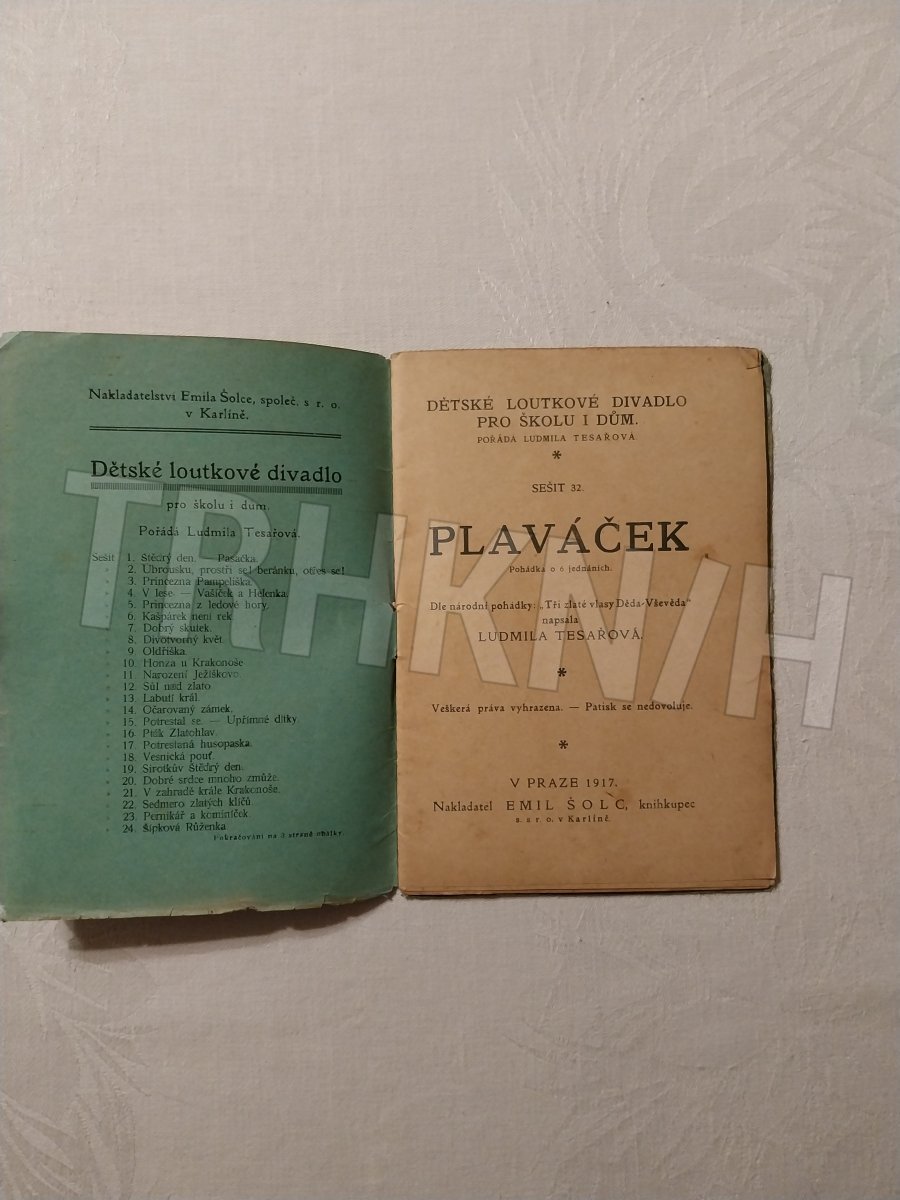 Nakladatelství Emila Šolce, společ. s r. o.
v Karlíně.
Dětské loutkové divadlo
pro školu i dum.
Pořádá Ludmila Tesařová.
Sešit 1. Štědrý den. — Pasačka.
„ 2. Ubrousku, prostři se! beránku, otřes se!
„ 3. Princezna Pampeliška.
„ 4. V lese — Vašíček a Helenka.
„ 5. Princezna z ledové hory.
„ 6. Kašpárek není rek.
„ 7. Dobrý skutek.
„ 8. Divotvorný květ.
„ 9. Oldřiška.
„ 10. Honza u Krakonoše
„ 11. Narození Ježíškovo.
„ 12. Sůl nad zlato
„ 13. Labutí král.
„ 14. Očarovaný zámek.
„ 15. Potrestal se. — Upřímné dítky.
„ 16. Pták Zlatohlav.
„ 17. Potrestaná husopaska.
„ 18. Vesnická pouť.
„ 19. Sirotkův Štědrý den.
„ 20. Dobré srdce mnoho zmůže.
„ 21. V zahradě krále Krakonoše.
„ 22. Sedmero zlatých klíčů.
„ 23. Perníkář a kominíček.
„ 24. Šípková Růženka.
Pokračování na 3 straně obálky.
DĚTSKÉ LOUTKOVÉ DIVADLO
PRO ŠKOLU I DŮM.
POŘÁDÁ LUDMILA TESAŘOVÁ
*
SEŠIT 32.
PLAVÁČEK
Pohádka o 6 jednáních.
Dle národní pohádky: „Tři zlaté vlasy Děda-Vševěda"
napsala
LUDMILA TESAŘOVÁ.
*
Veškerá práva vyhrazena. — Patisk se nedovoluje.
*
V PRAZE 1917.
Nakladatel EMIL ŠOLC, knihkupec
s. s r. o. v Karlíně.
TRHKNIH